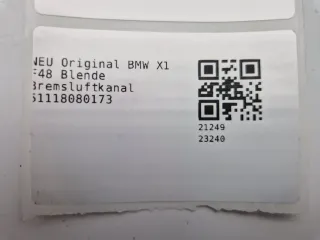 NEU Original BMW X1
F48 Blende
Bremsluftkanal
51118080173
21249
23240